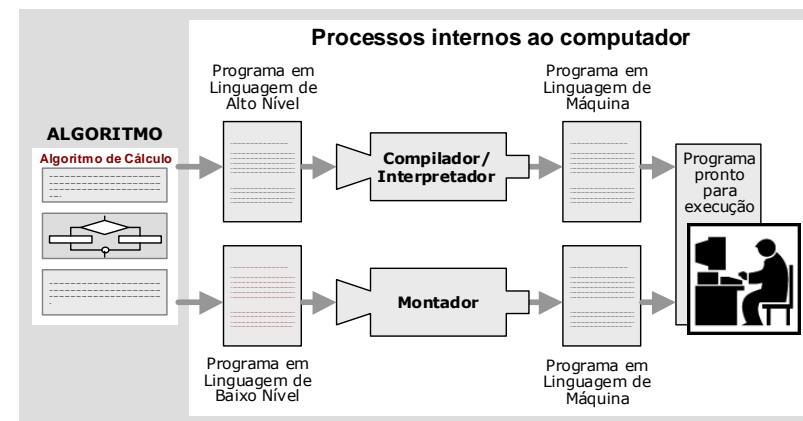 Processos internos ao computador
Programa em
Linguagem de
Alto Nível
Programa em
Linguagem de
Máquina
ALGORITMO
Algoritmo de Cálculo
Compilador/
Interpretador
Programa
pronto
para
execução
Montador
Programa em
Linguagem de
Baixo Nível
Programa em
Linguagem de
Máquina